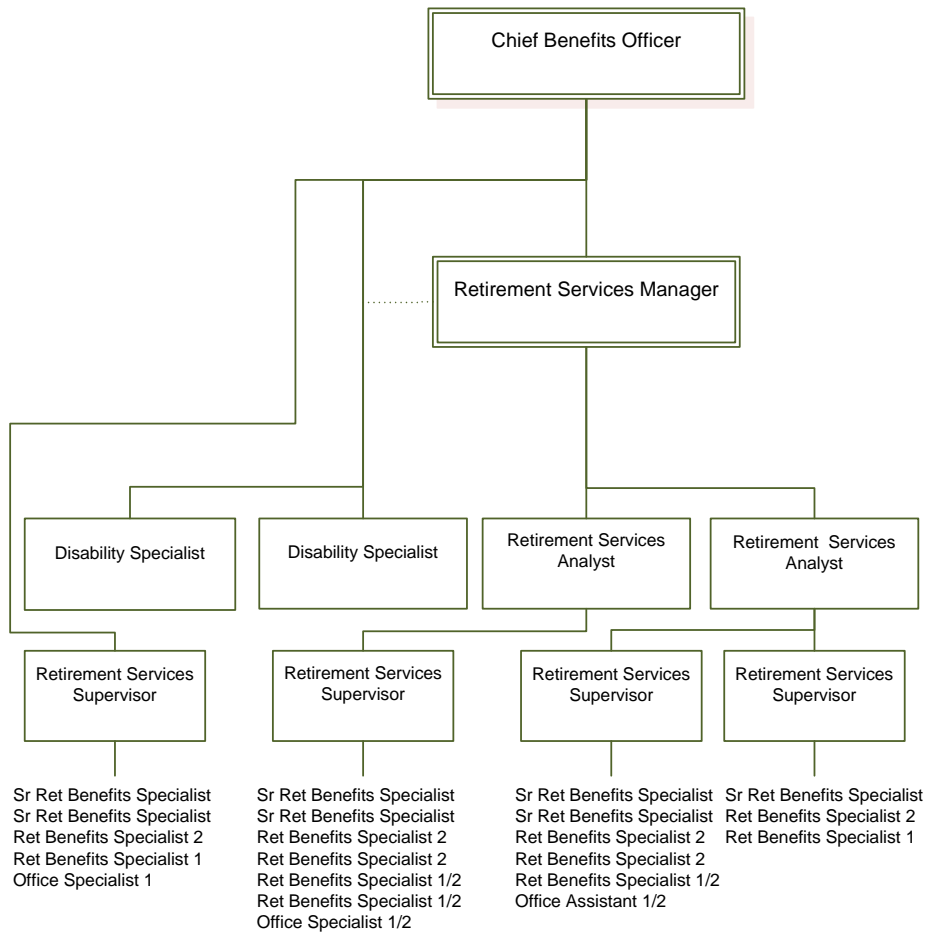 Chief Benefits Officer
Retirement Services Manager
Disability Specialist
Disability Specialist
Retirement Services
Analyst
Retirement Services
Analyst
Retirement Services
Supervisor
Retirement Services
Supervisor
Retirement Services
Supervisor
Retirement Services
Supervisor
Sr Ret Benefits Specialist
Sr Ret Benefits Specialist
Ret Benefits Specialist 2
Ret Benefits Specialist 1
Office Specialist 1
Sr Ret Benefits Specialist
Sr Ret Benefits Specialist
Ret Benefits Specialist 2
Ret Benefits Specialist 2
Ret Benefits Specialist 1/2
Ret Benefits Specialist 1/2
Office Specialist 1/2
Sr Ret Benefits Specialist
Sr Ret Benefits Specialist
Ret Benefits Specialist 2
Ret Benefits Specialist 2
Ret Benefits Specialist 1/2
Office Assistant 1/2
Sr Ret Benefits Specialist
Ret Benefits Specialist 2
Ret Benefits Specialist 1